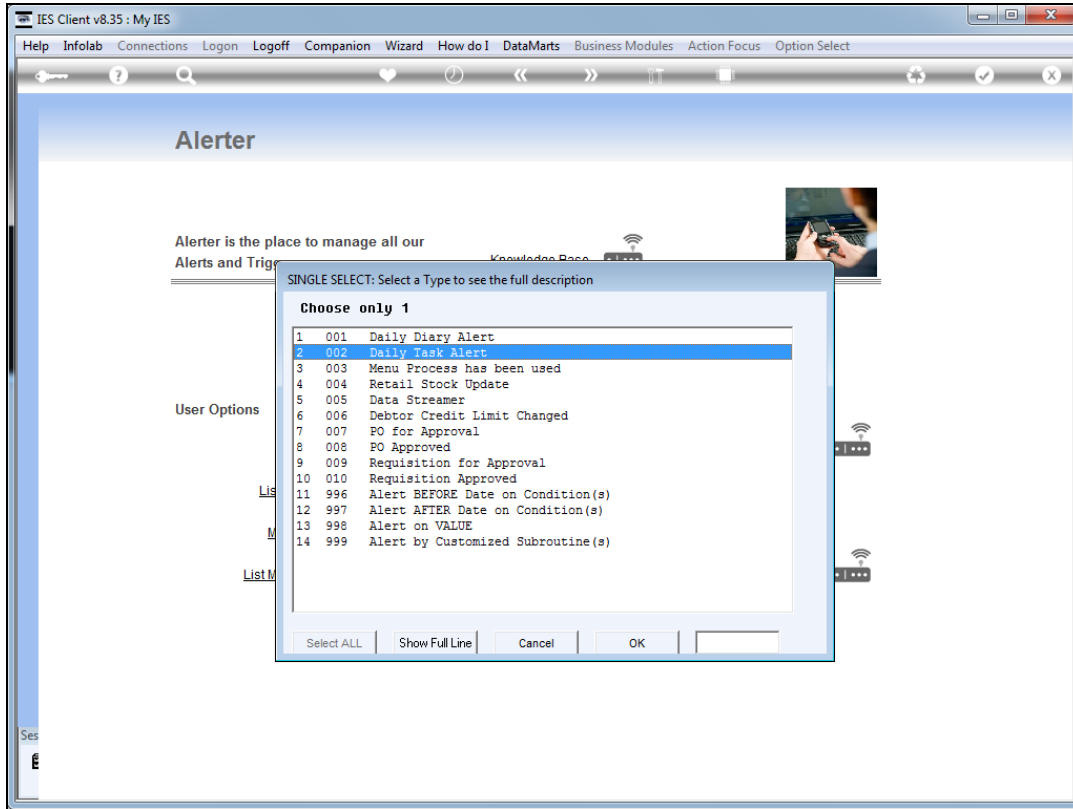 IES Client v8.35 : My IES
Help Infolab Connections Logon Logoff Companion Wizard How do I DataMarts Business Modules Action Focus Option Select
Alerter
Alerter is the place to manage all our
Alerts and Trigg
Knowledge Base
SINGLE SELECT: Select a Type to see the full description
Choose only 1
1 001 Daily Diary Alert
2 002 Daily Task Alert
3 003 Menu Process has been used
4 004 Retail Stock Update
5 005 Data Streamer
6 006 Debtor Credit Limit Changed
7 007 PO for Approval
8 008 PO Approved
9 009 Requisition for Approval
10 010 Requisition Approved
11 996 Alert BEFORE Date on Condition(s)
12 997 Alert AFTER Date on Condition(s)
13 998 Alert on VALUE
14 999 Alert by Customized Subroutine(s)
Select ALL Show Full Line Cancel OK
User Options
Lis
M
List M
Ses